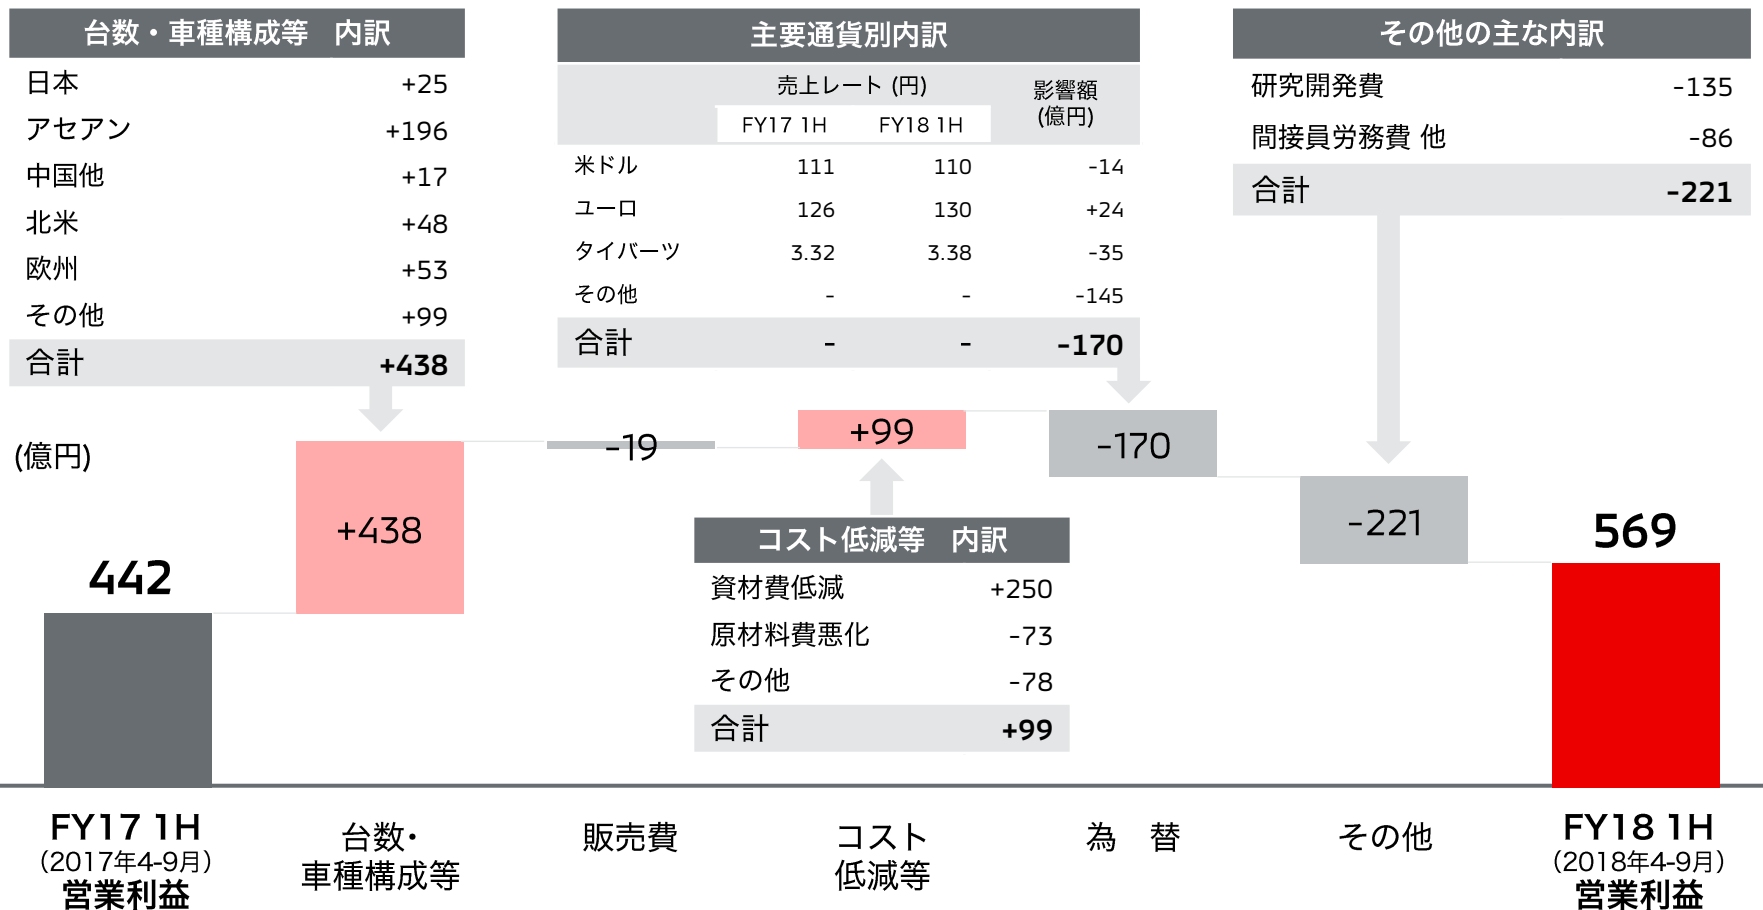 台数・車種構成等　内訳
日本 +25
アセアン +196
中国他 +17
北米 +48
欧州 +53
その他 +99
合計 +438
主要通貨別内訳
売上レート (円) 影響額 (億円)
FY17 1H FY18 1H
米ドル 111 110 -14
ユーロ 126 130 +24
タイバーツ 3.32 3.38 -35
その他 - - -145
合計 - - -170
その他の主な内訳
研究開発費 -135
間接員労務費 他 -86
合計 -221
(億円)
442
+438
-19
+99
-170
-221
569
コスト低減等　内訳
資材費低減 +250
原材料費悪化 -73
その他 -78
合計 +99
FY17 1H
（2017年4-9月）
営業利益
台数・
車種構成等
販売費
コスト
低減等
為　替
その他
FY18 1H
（2018年4-9月）
営業利益